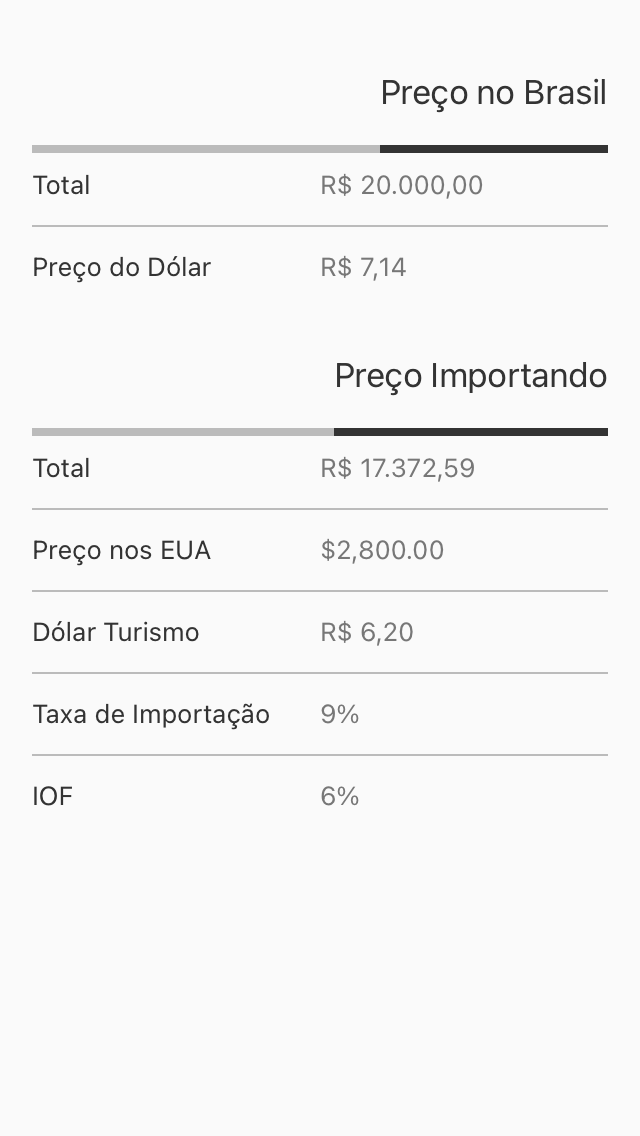 Preço no Brasil
Total R$ 20.000,00
Preço do Dólar R$ 7,14
Preço Importando
Total R$ 17.372,59
Preço nos EUA $2,800.00
Dólar Turismo R$ 6,20
Taxa de Importação 9%
IOF 6%